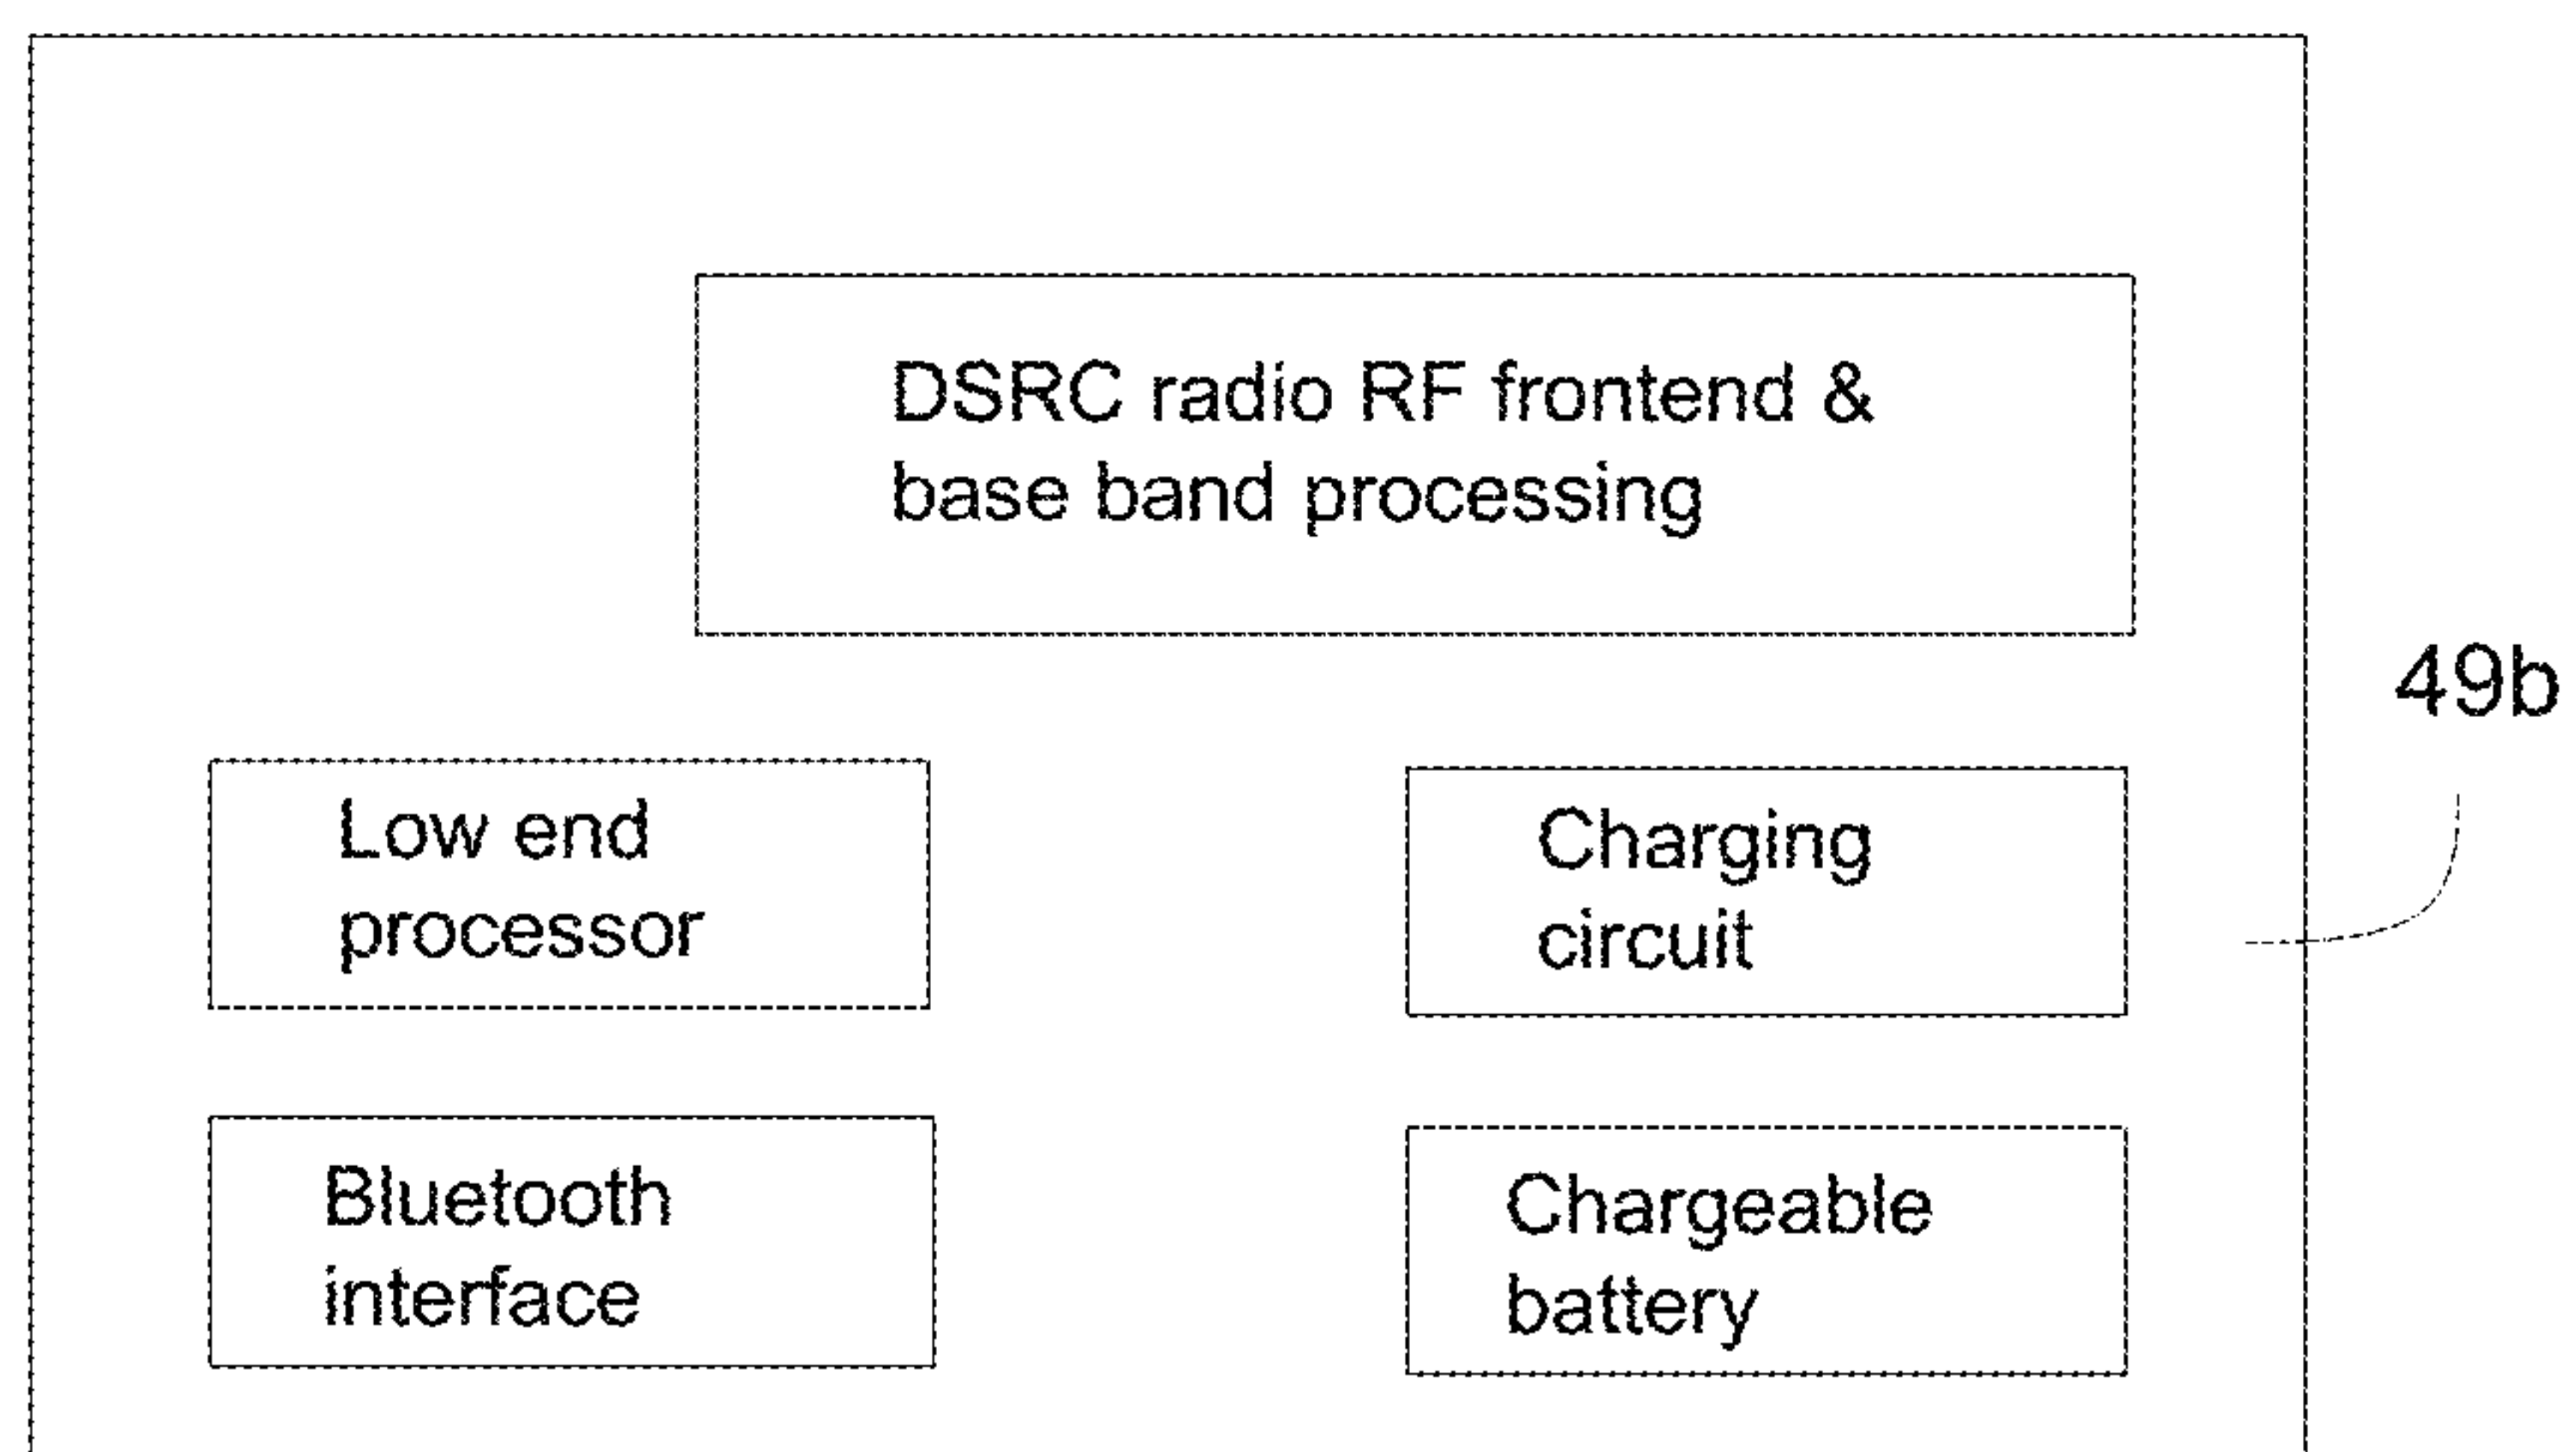 DSRC radio RF frontend &
base band processing
49b
Low end
processor
Charging
circuit
Bluetooth
interface
Chargeable
battery